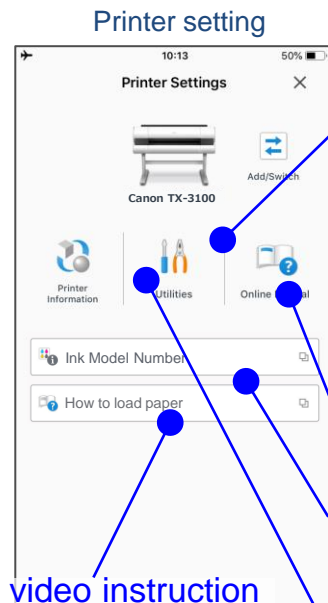 Printer setting
10:13
50%
Printer Settings
Add/Switch
Canon TX-3100
Printer
Information
Utilities
Online
Ink Model Number
How to load paper
video instruction